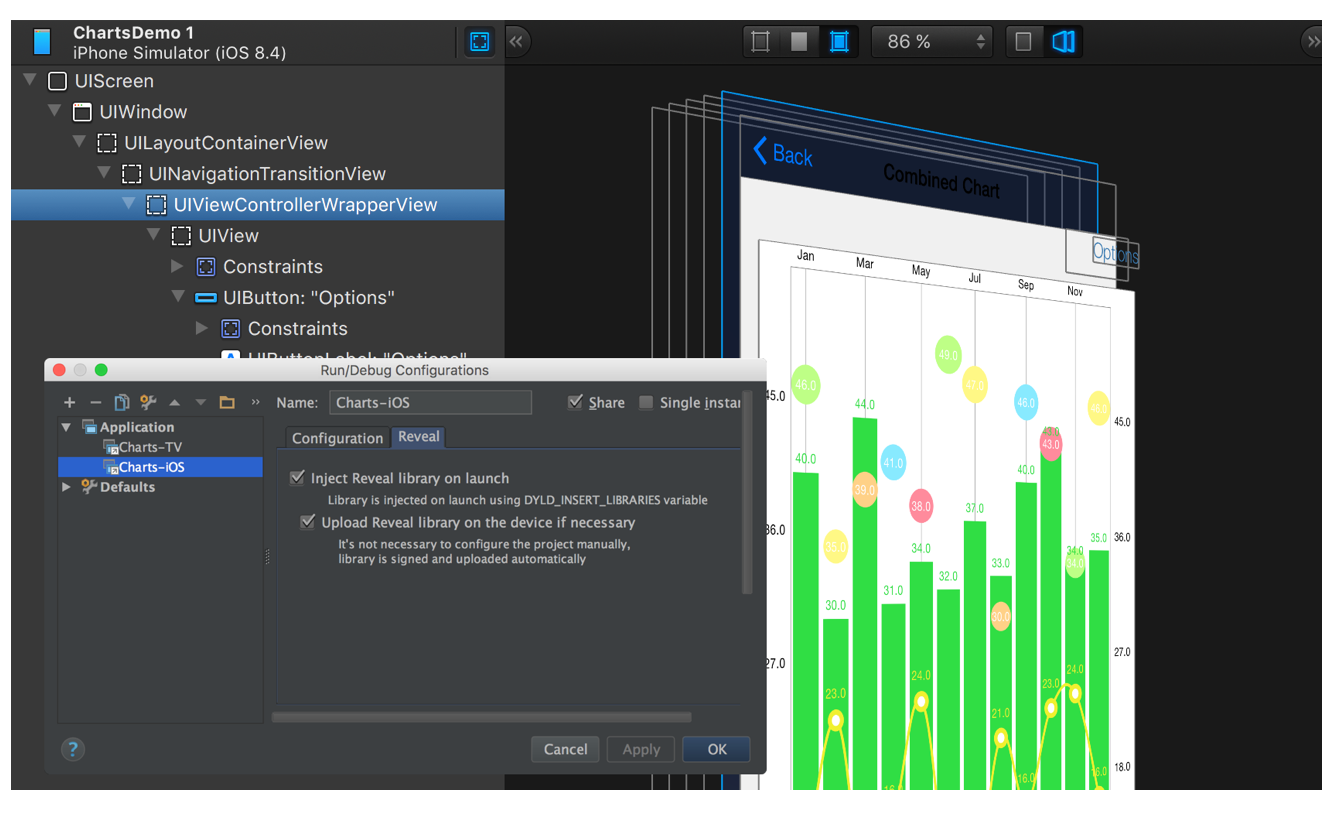 ChartsDemo 1
iPhone Simulator (iOS 8.4)
86 %
UIScreen
UIWindow
UILayoutContainerView
UINavigationTransitionView
UIViewControllerWrapperView
UIView
Constraints
UIButton: "Options"
Constraints
UIButtonLabel: "Options"
Run/Debug Configurations
Name: Charts-iOS
Share
Single instan
Application
Charts-TV
Charts-iOS
Defaults
Configuration
Reveal
Inject Reveal library on launch
Library is injected on launch using DYLD_INSERT_LIBRARIES variable
Upload Reveal library on the device if necessary
It's not necessary to configure the project manually,
library is signed and uploaded automatically
?
Cancel
Apply
OK
Back
Combined Chart
Options
Jan
Mar
May
Jul
Sep
Nov
49.0
46.0
47.0
46.0
46.0
45.0
44.0
45.0
43.0
43.0
40.0
41.0
40.0
39.0
38.0
37.0
36.0
35.0
34.0
34.0
34.0
35.0
36.0
33.0
32.0
31.0
30.0
30.0
27.0
27.0
24.0
24.0
23.0
23.0
21.0
18.0
16.0
16.0